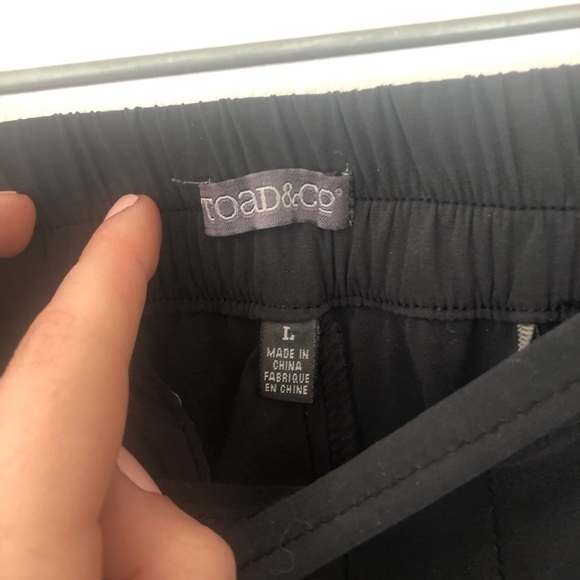 TOaD&Co®
L
MADE IN
CHINA
FABRIQUE
EN CHINE